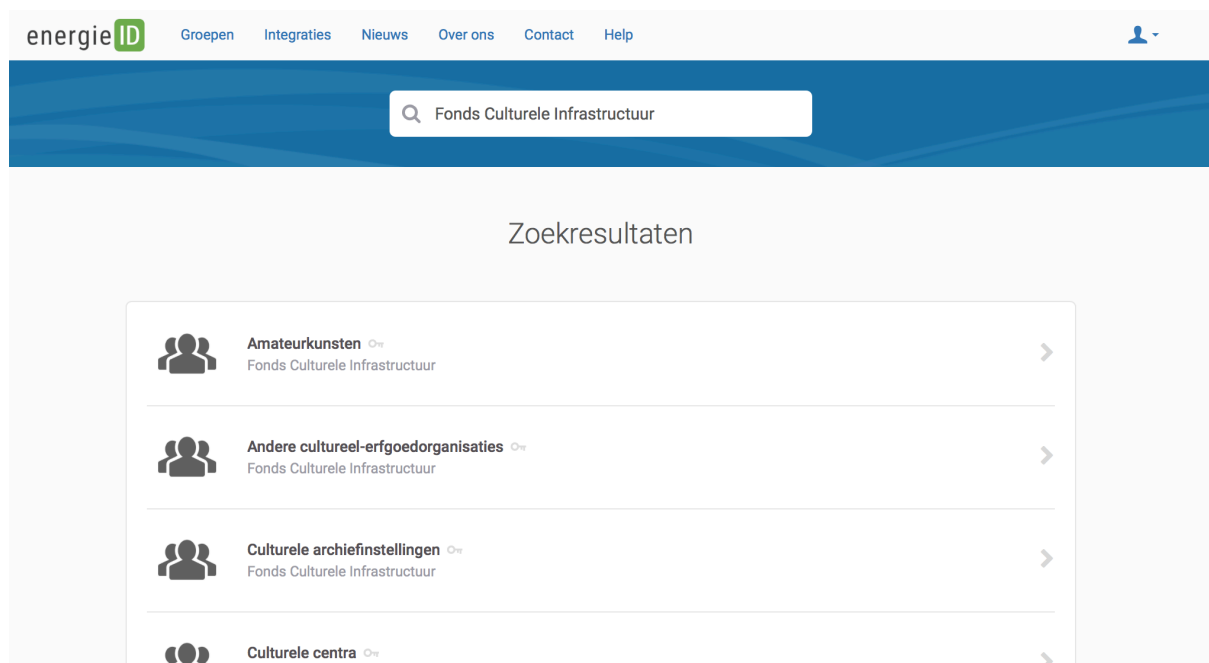 energieID Groepen Integraties Nieuws Over ons Contact Help
Fonds Culturele Infrastructuur
Zoekresultaten
Amateurkunsten
Fonds Culturele Infrastructuur
Andere cultureel-erfgoedorganisaties
Fonds Culturele Infrastructuur
Culturele archiefinstellingen
Fonds Culturele Infrastructuur
Culturele centra